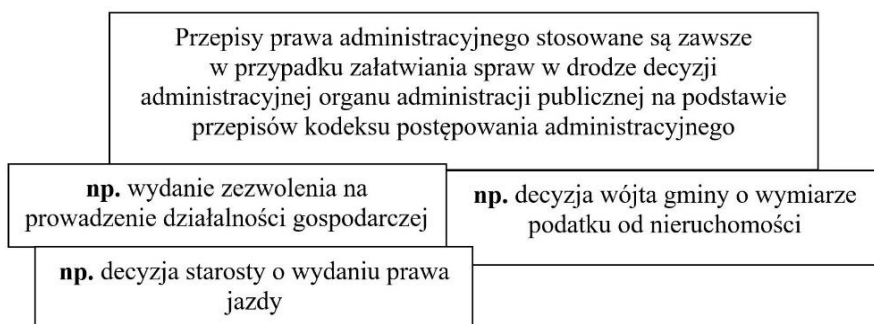 Przepisy prawa administracyjnego stosowane są zawsze
w przypadku załatwiania spraw w drodze decyzji
administracyjnej organu administracji publicznej na podstawie
przepisów kodeksu postępowania administracyjnego
np. wydanie zezwolenia na
prowadzenie działalności gospodarczej
np. decyzja wójta gminy o wymiarze
podatku od nieruchomości
np. decyzja starosty o wydaniu prawa
jazdy